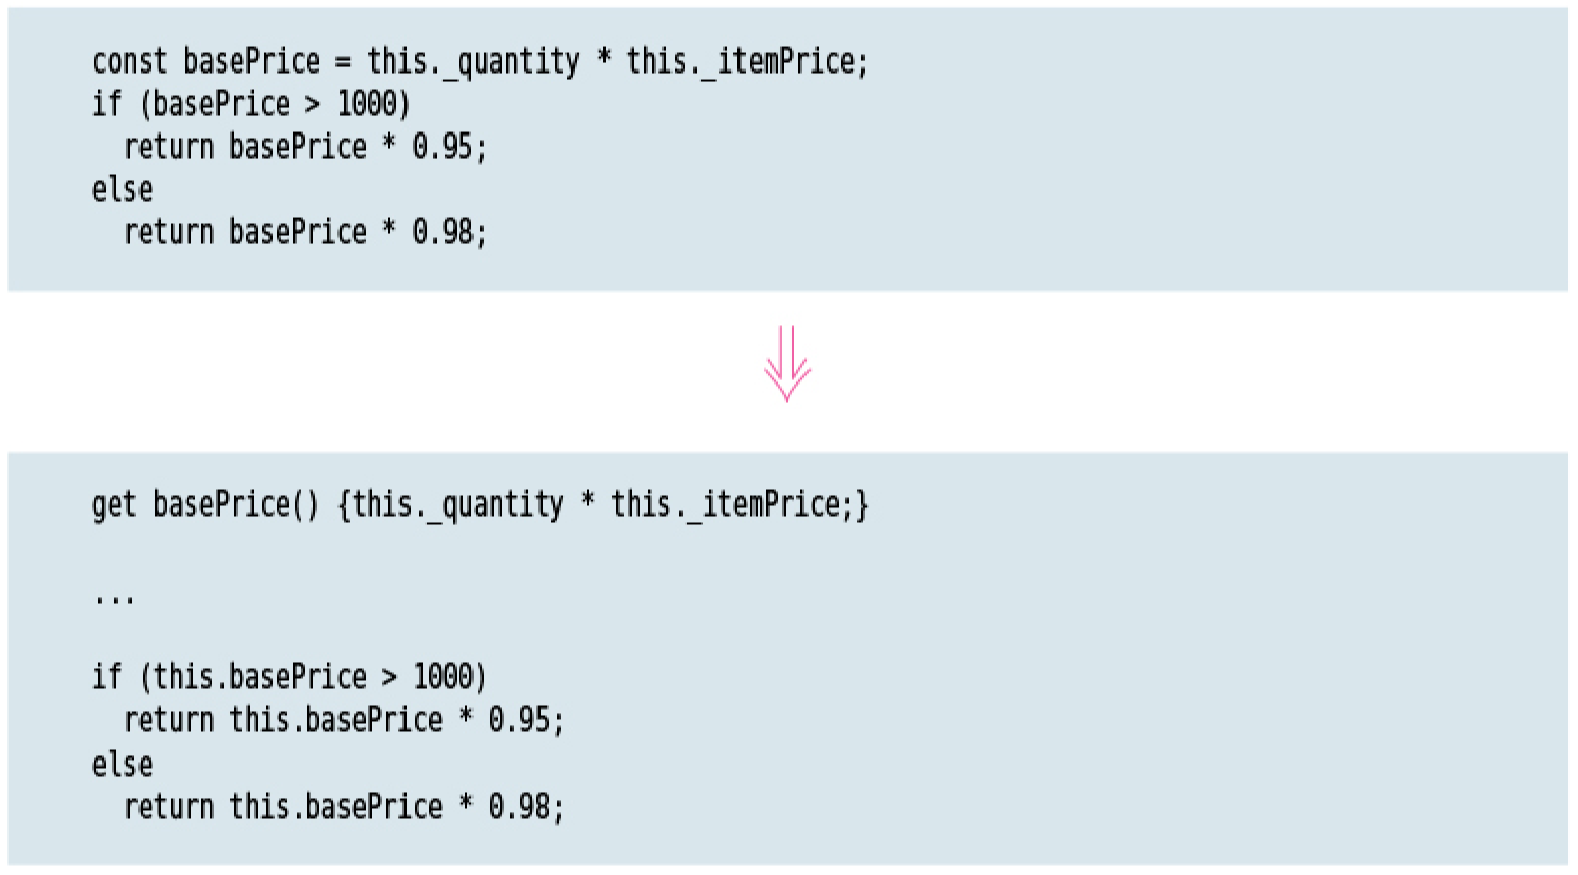 const basePrice = this._quantity * this._itemPrice;
if (basePrice > 1000)
  return basePrice * 0.95;
else
  return basePrice * 0.98;
get basePrice() {this._quantity * this._itemPrice;}
...
if (this.basePrice > 1000)
  return this.basePrice * 0.95;
else
  return this.basePrice * 0.98;